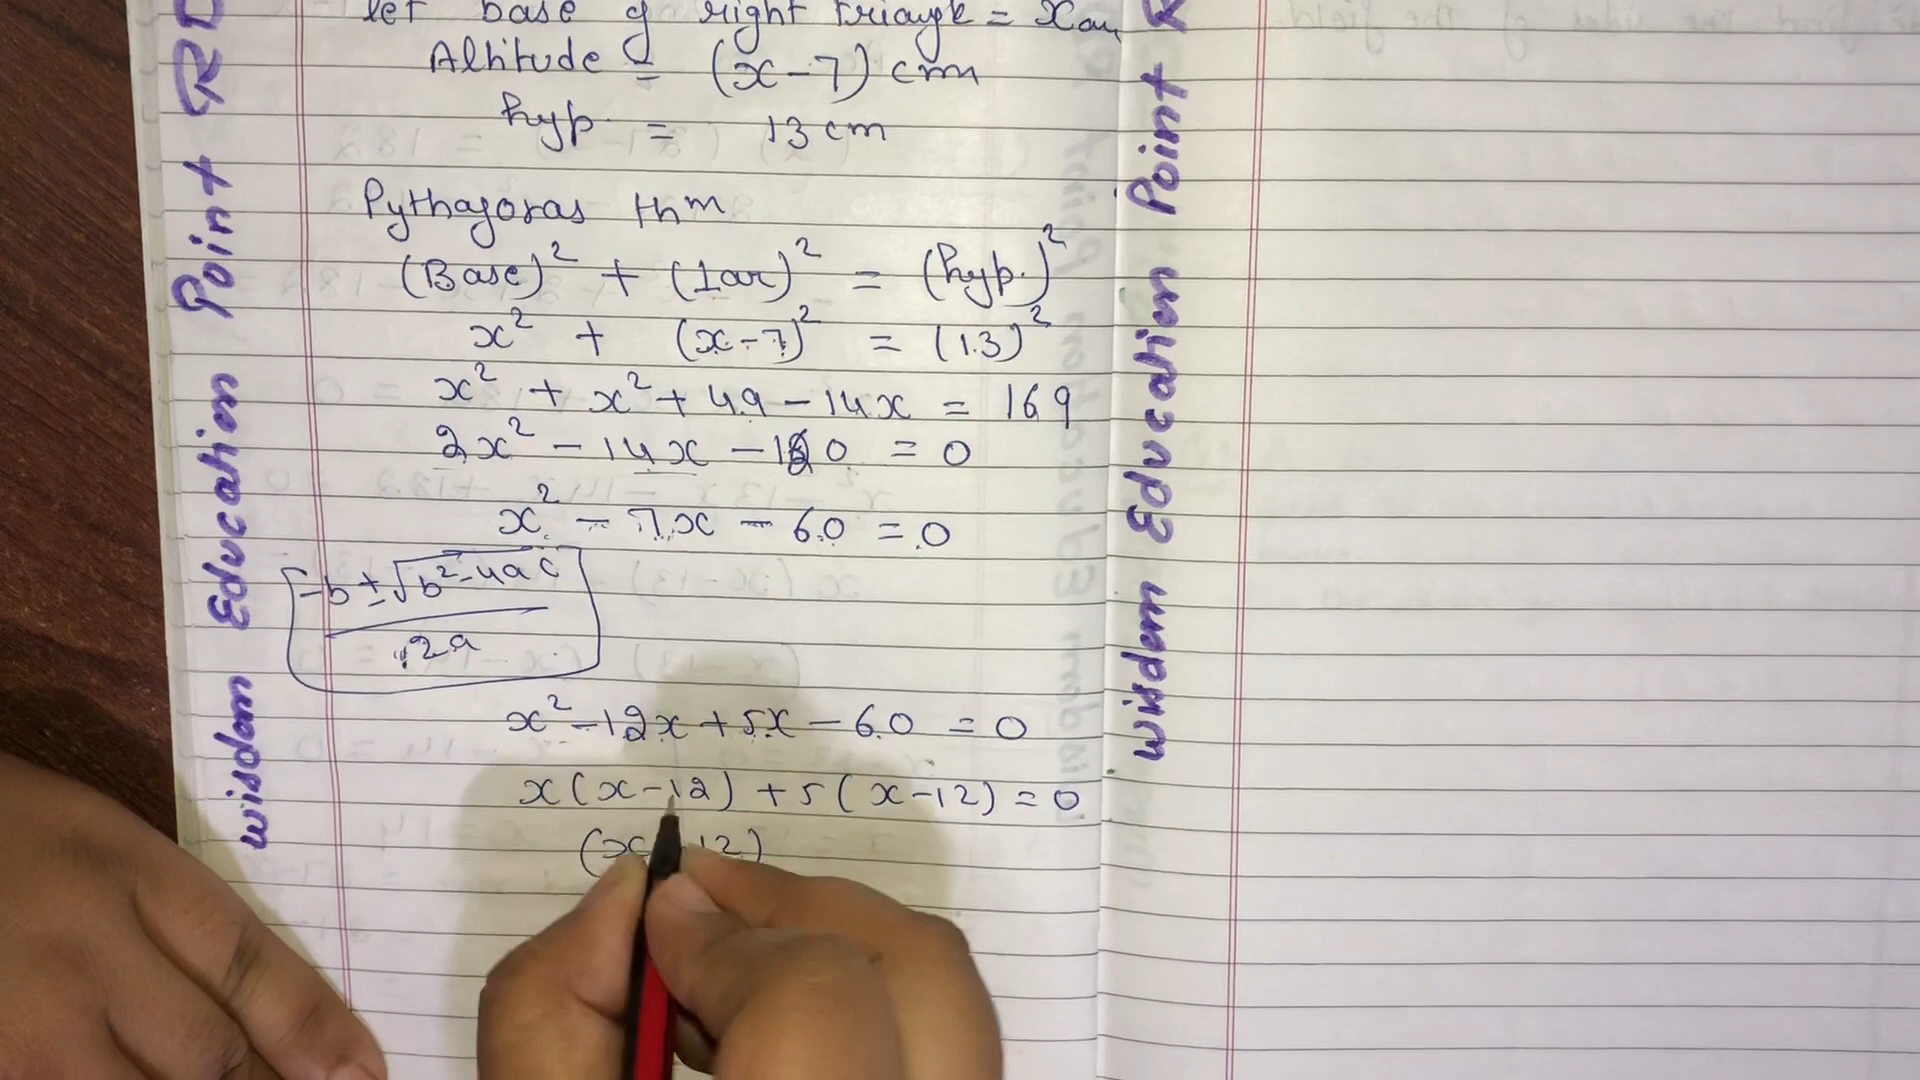 let base of right triangle = x cm
Altitude = (x-7) cm
hyp. = 13 cm
Pythagoras thm
(Base)² + (Lar)² = (hyp.)²
x² + (x-7)² = (13)²
x² + x² + 49 - 14x = 169
2x² - 14x - 120 = 0
x² - 7x - 60 = 0
-b ± √b²-4ac
2a
x² - 12x + 5x - 60 = 0
x(x-12) + 5(x-12) = 0
(x-12)
wisdom Education Point
wisdom Education Point